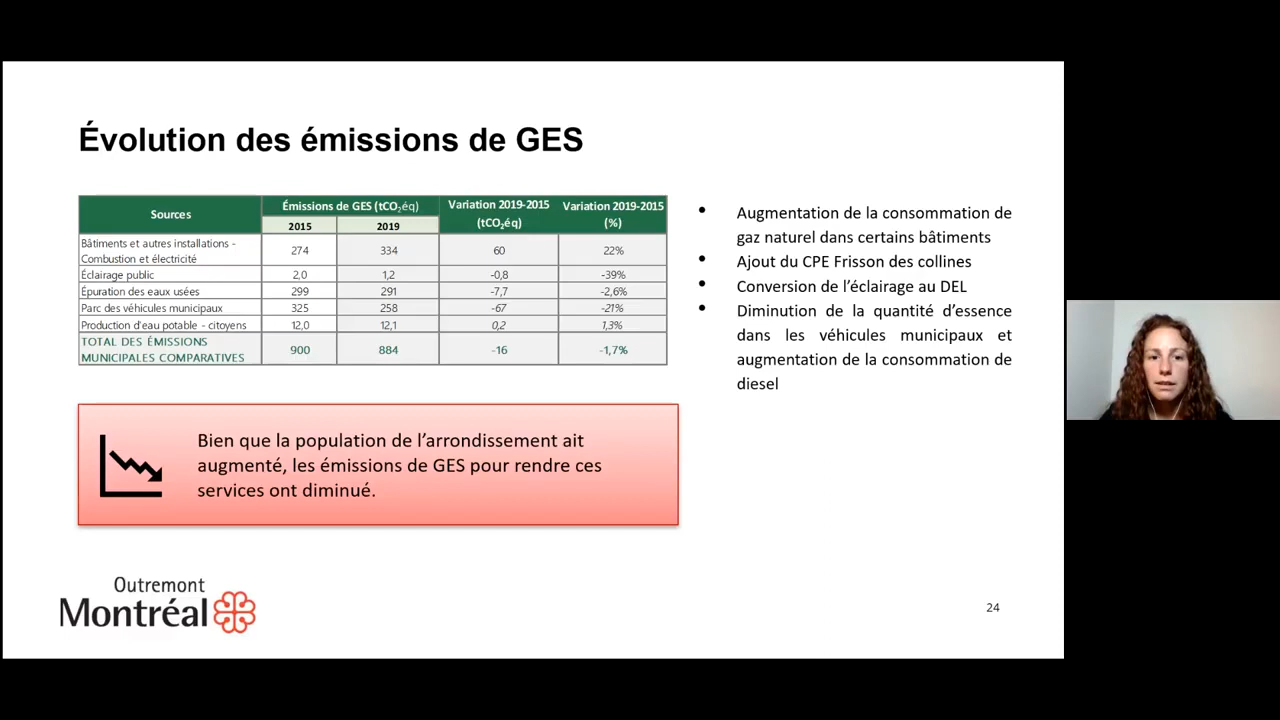 Évolution des émissions de GES
Sources
Émissions de GES (tCO₂éq)
Variation 2019-2015
(tCO₂éq)
Variation 2019-2015
(%)
2015
2019
Bâtiments et autres installations -
Combustion et électricité
274
334
60
22%
Éclairage public
2,0
1,2
-0,8
-39%
Épuration des eaux usées
299
291
-7,7
-2,6%
Parc des véhicules municipaux
325
258
-67
-21%
Production d'eau potable - citoyens
12,0
12,1
0,2
1,3%
TOTAL DES ÉMISSIONS
MUNICIPALES COMPARATIVES
900
884
-16
-1,7%
• Augmentation de la consommation de
gaz naturel dans certains bâtiments
• Ajout du CPE Frisson des collines
• Conversion de l'éclairage au DEL
• Diminution de la quantité d'essence
dans les véhicules municipaux et
augmentation de la consommation de
diesel
Bien que la population de l'arrondissement ait
augmenté, les émissions de GES pour rendre ces
services ont diminué.
Outremont
Montréal
24